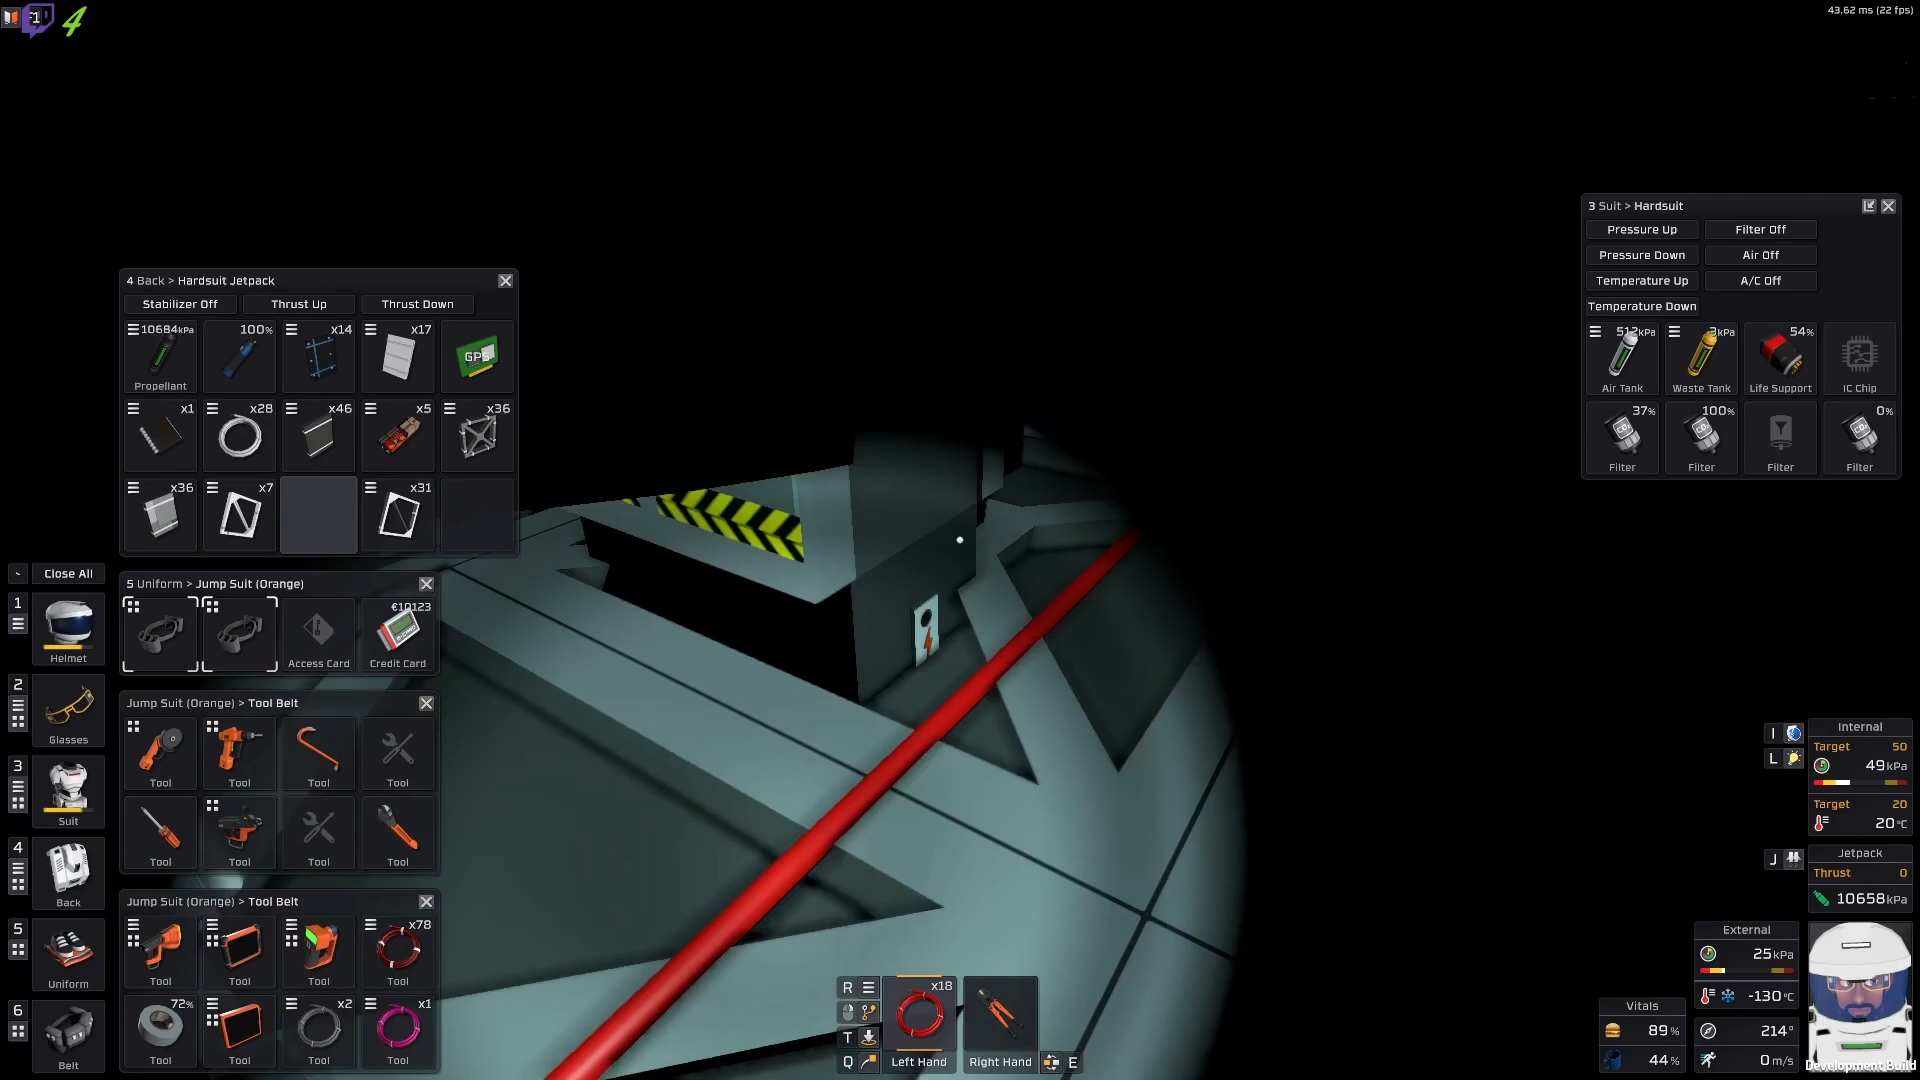 F1
4
43.62 ms (22 fps)
3 Suit > Hardsuit
Pressure Up
Filter Off
Pressure Down
Air Off
Temperature Up
A/C Off
Temperature Down
512kPa
3kPa
54%
Air Tank
Waste Tank
Life Support
IC Chip
37%
100%
0%
Filter
Filter
Filter
Filter
4 Back > Hardsuit Jetpack
Stabilizer Off
Thrust Up
Thrust Down
10684kPa
100%
x14
x17
GPS
Propellant
x1
x28
x46
x5
x36
x36
x7
x31
~
Close All
5 Uniform > Jump Suit (Orange)
€10123
Access Card
Credit Card
Jump Suit (Orange) > Tool Belt
Tool
Tool
Tool
Tool
Tool
Tool
Tool
Tool
Jump Suit (Orange) > Tool Belt
x78
Tool
Tool
Tool
Tool
72%
x2
x1
Tool
Tool
Tool
Tool
1
Helmet
2
Glasses
3
Suit
4
Back
5
Uniform
6
Belt
R
T
Q
x18
Left Hand
Right Hand
E
I
L
Internal
Target 50
49kPa
Target 20
20°C
J
Jetpack
Thrust 0
10658kPa
External
25kPa
-130°C
Vitals
89%
44%
214°
0m/s
Development Build